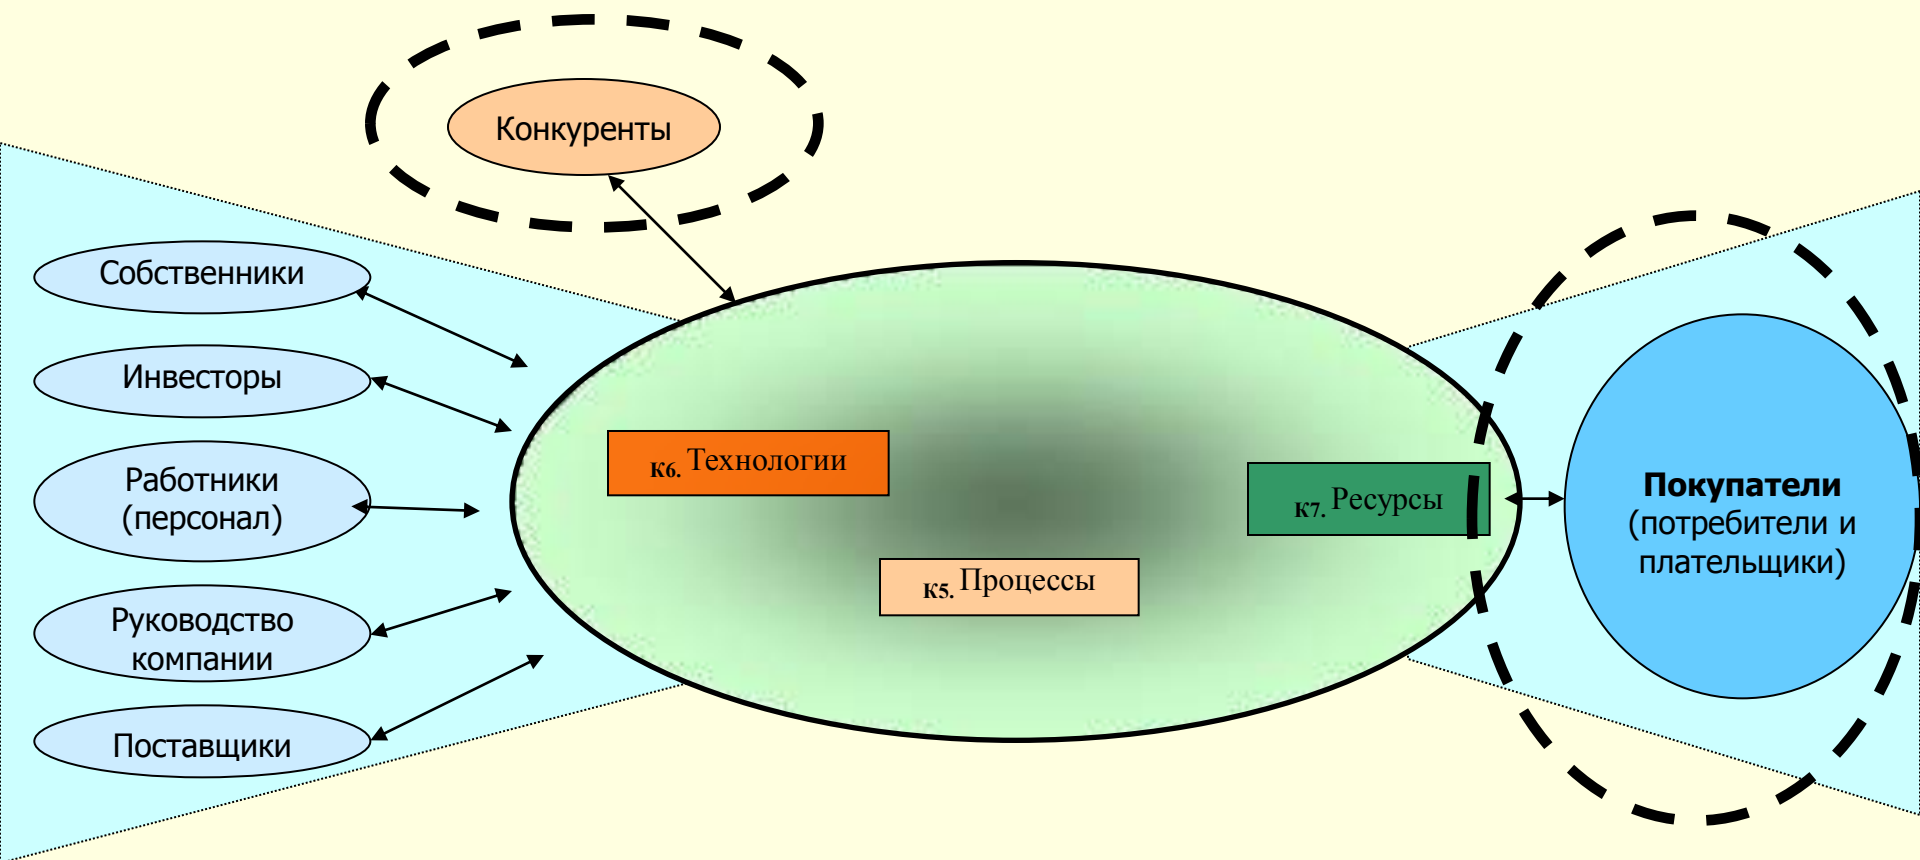 Конкуренты
Собственники
Инвесторы
Работники
(персонал)
Руководство
компании
Поставщики
К6. Технологии
К7. Ресурсы
К5. Процессы
Покупатели
(потребители и
плательщики)